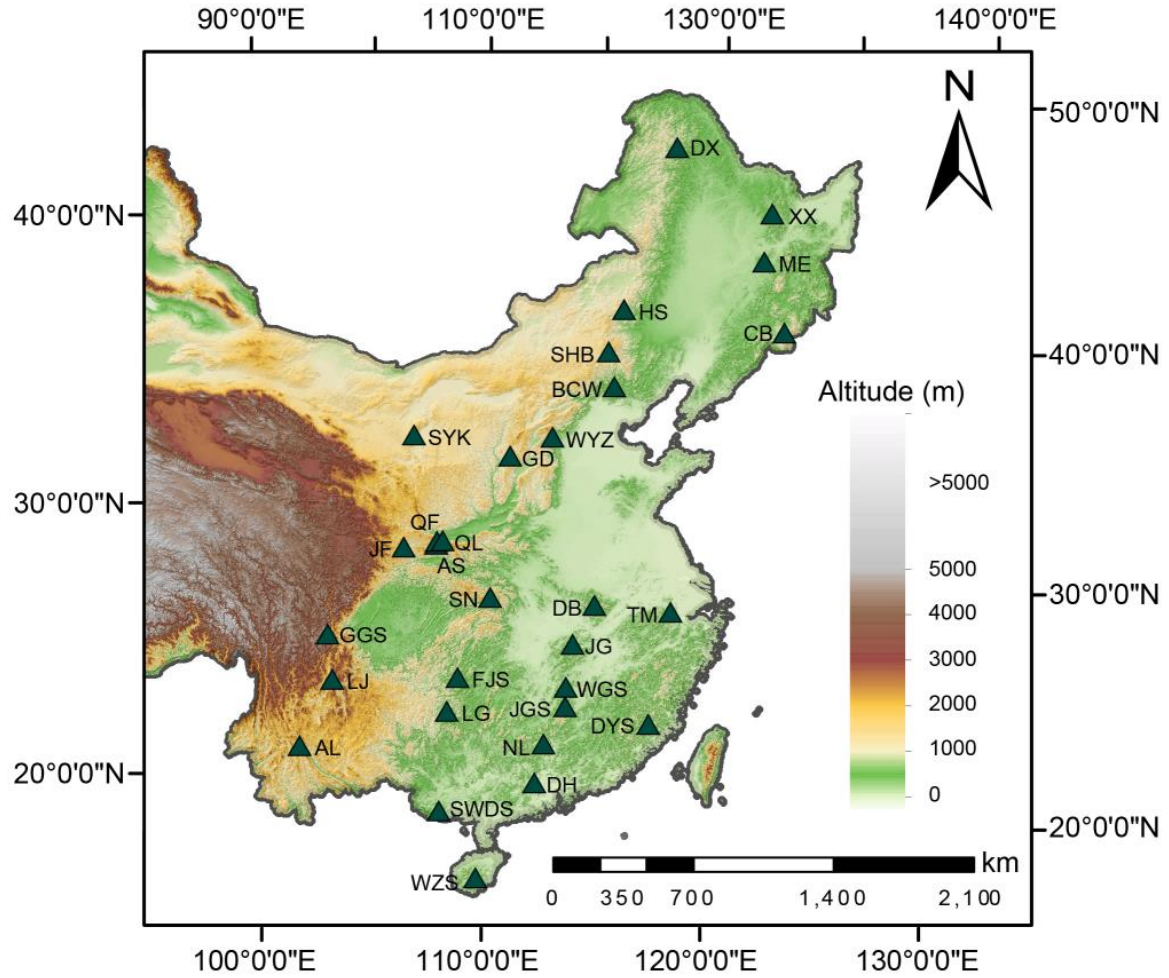 90°0'0"E 110°0'0"E 130°0'0"E 140°0'0"E
N
50°0'0"N
DX
40°0'0"N
XX
ME
HS
CB
SHB
40°0'0"N
BCW
Altitude (m)
SYK
WYZ
GD
>5000
30°0'0"N
QF
QL
JF
AS
5000
SN
DB
TM
30°0'0"N
4000
GGS
JG
3000
LJ
FJS
WGS
2000
LG
JGS
DYS
AL
NL
1000
20°0'0"N
DH
0
SWDS
20°0'0"N
WZS
km
0 350 700 1,400 2,100
100°0'0"E 110°0'0"E 120°0'0"E 130°0'0"E